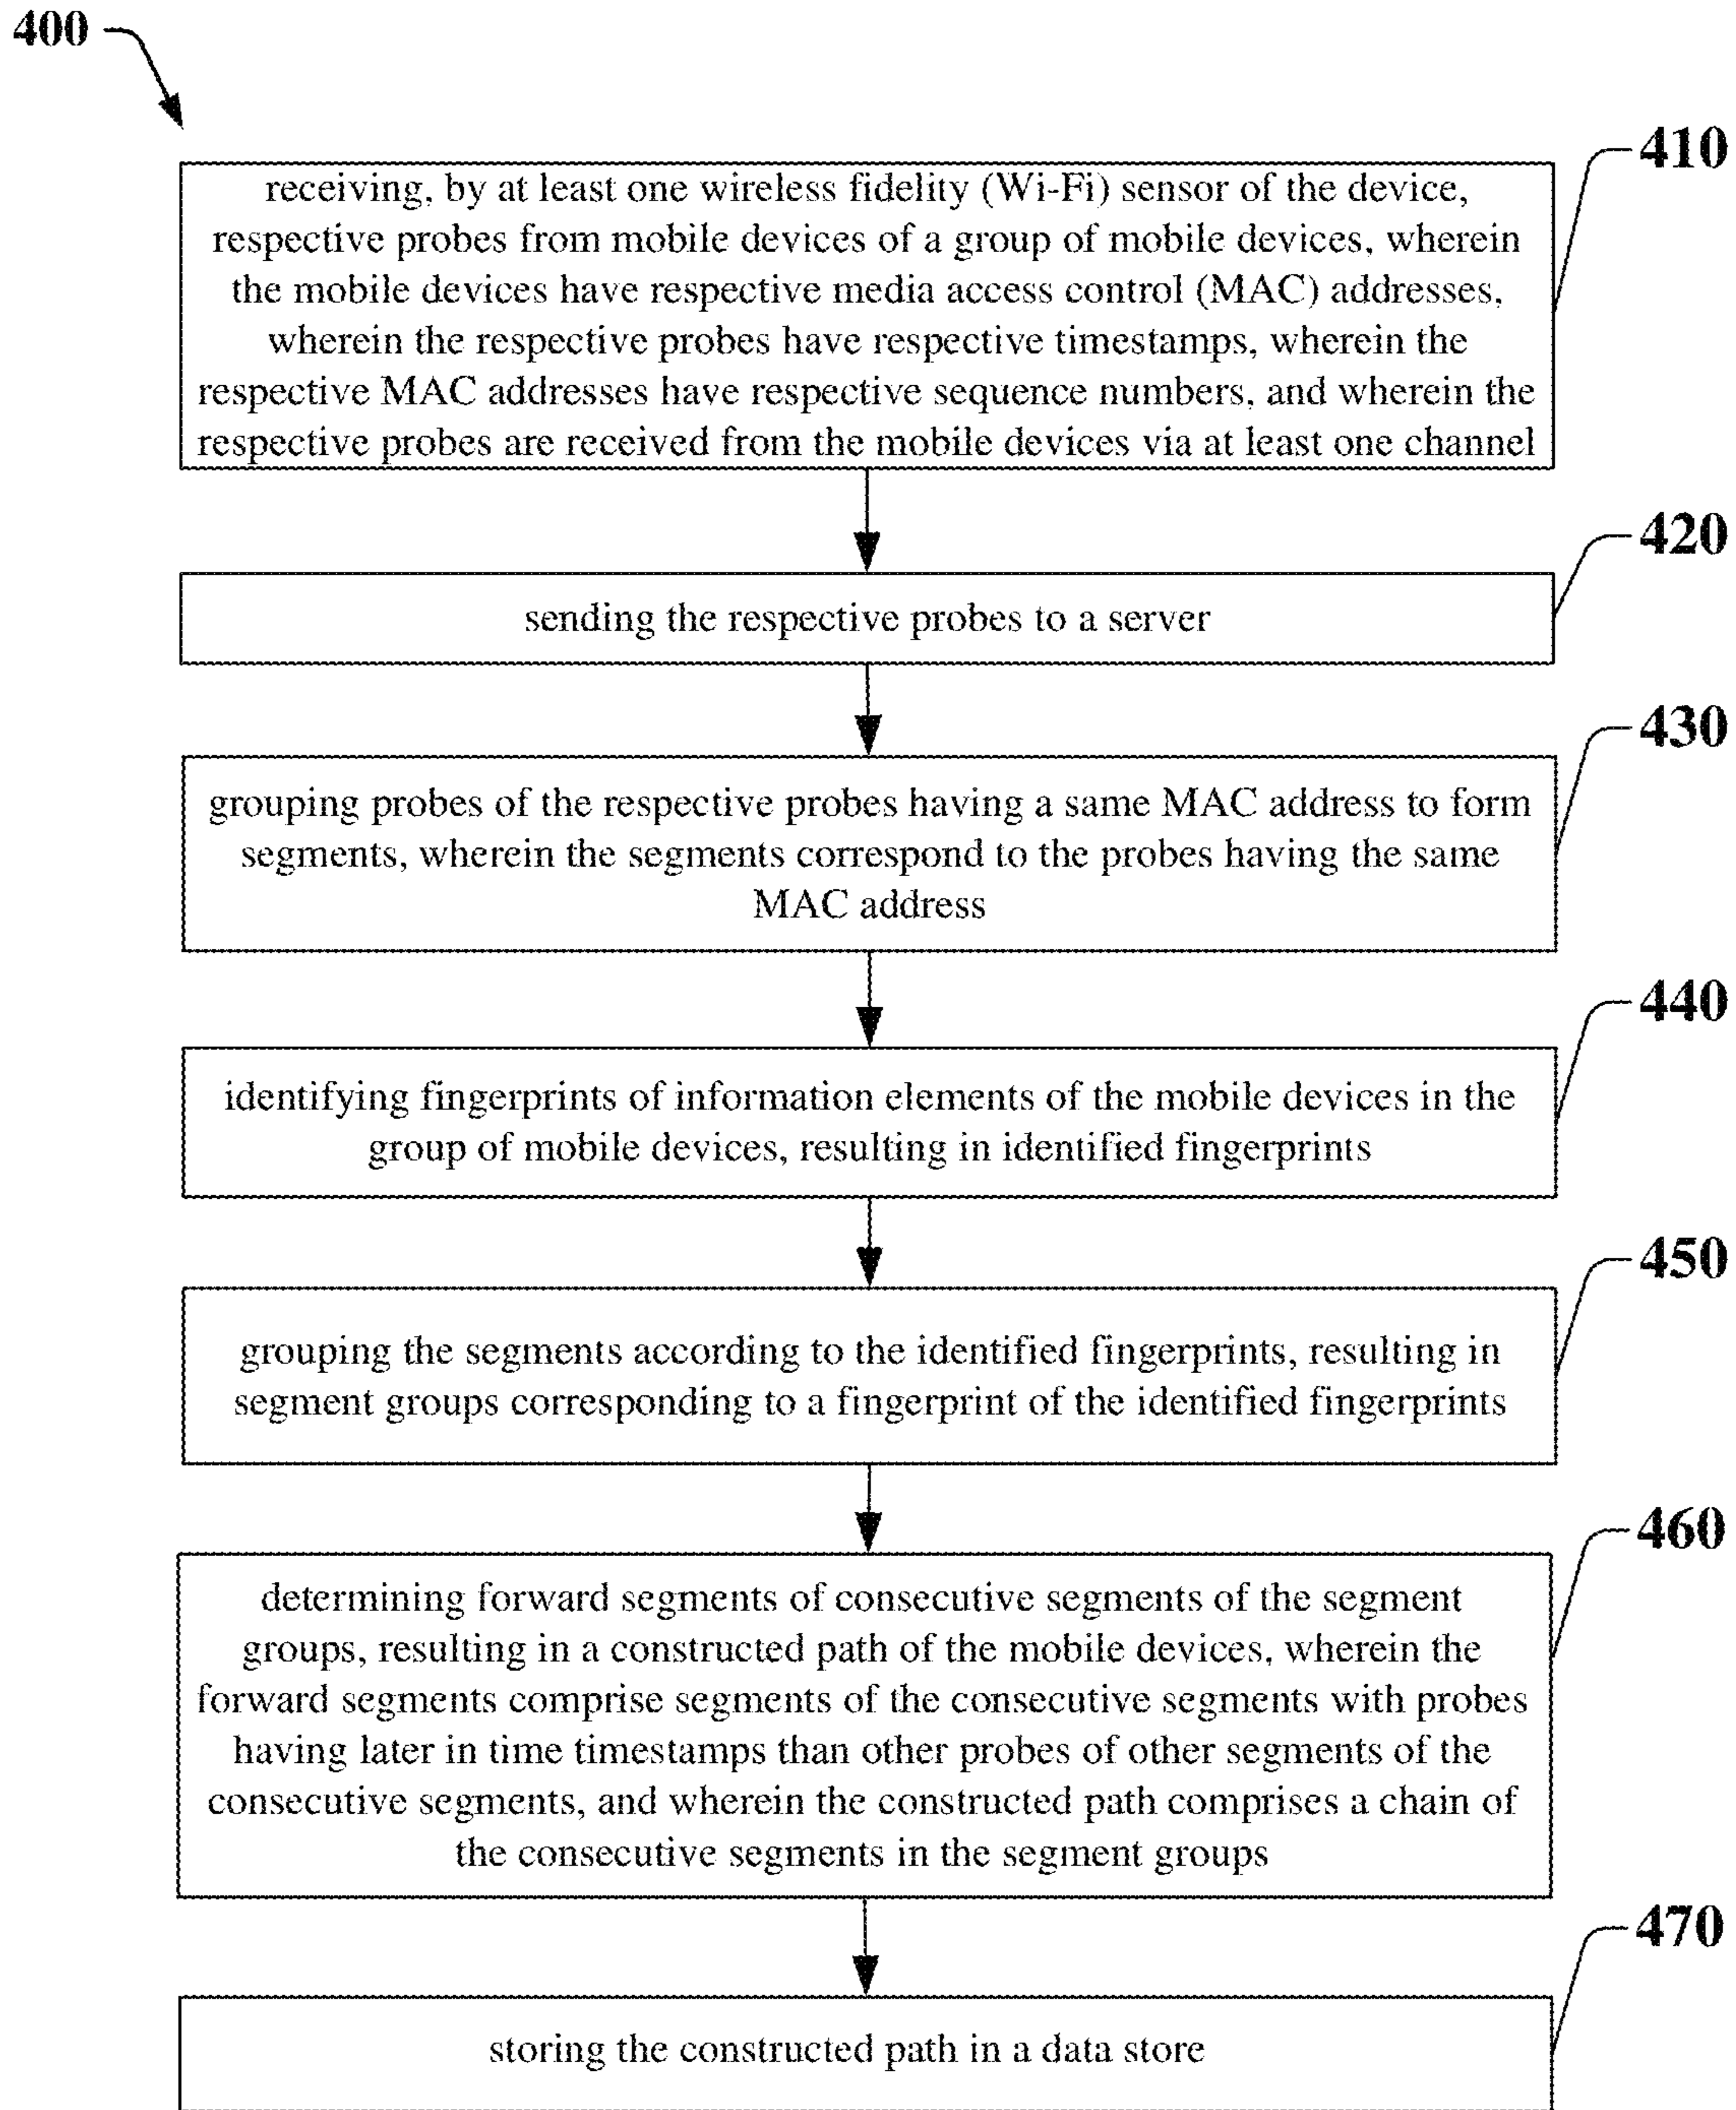 400
410
receiving, by at least one wireless fidelity (Wi-Fi) sensor of the device,
respective probes from mobile devices of a group of mobile devices, wherein
the mobile devices have respective media access control (MAC) addresses,
wherein the respective probes have respective timestamps, wherein the
respective MAC addresses have respective sequence numbers, and wherein the
respective probes are received from the mobile devices via at least one channel
420
sending the respective probes to a server
430
grouping probes of the respective probes having a same MAC address to form
segments, wherein the segments correspond to the probes having the same
MAC address
440
identifying fingerprints of information elements of the mobile devices in the
group of mobile devices, resulting in identified fingerprints
450
grouping the segments according to the identified fingerprints, resulting in
segment groups corresponding to a fingerprint of the identified fingerprints
460
determining forward segments of consecutive segments of the segment
groups, resulting in a constructed path of the mobile devices, wherein the
forward segments comprise segments of the consecutive segments with probes
having later in time timestamps than other probes of other segments of the
consecutive segments, and wherein the constructed path comprises a chain of
the consecutive segments in the segment groups
470
storing the constructed path in a data store